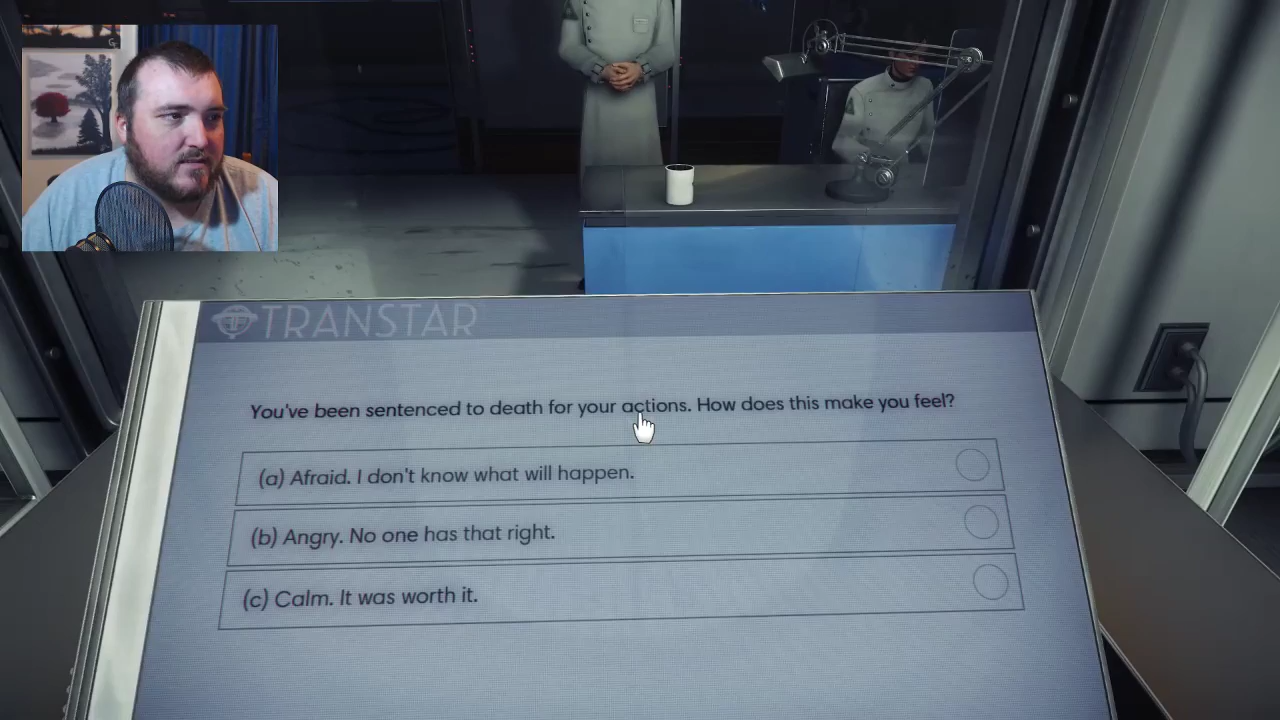 TRANSTAR
You've been sentenced to death for your actions. How does this make you feel?
(a) Afraid. I don't know what will happen.
(b) Angry. No one has that right.
(c) Calm. It was worth it.